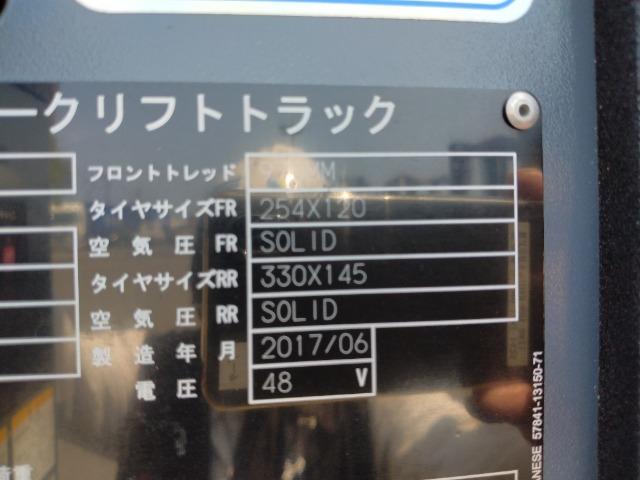 ークリフトトラック
フロントトレッド
タイヤサイズFR 254X120
空気圧 FR SOLID
タイヤサイズRR 330X145
空気圧 RR SOLID
製造年月 2017/06
電圧 48 V
ANESE 57841-13150-71
荷重